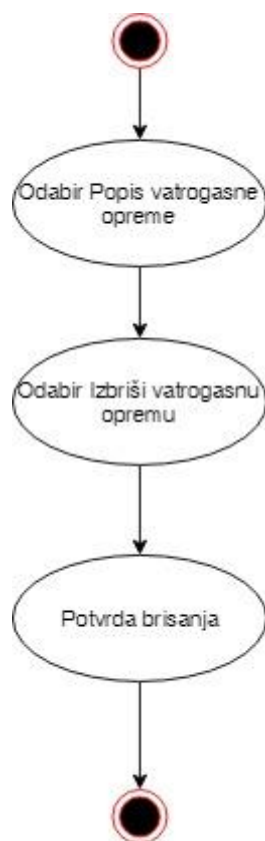 Odabir Popis vatrogasne
opreme
Odabir Izbriši vatrogasnu
opremu
Potvrda brisanja